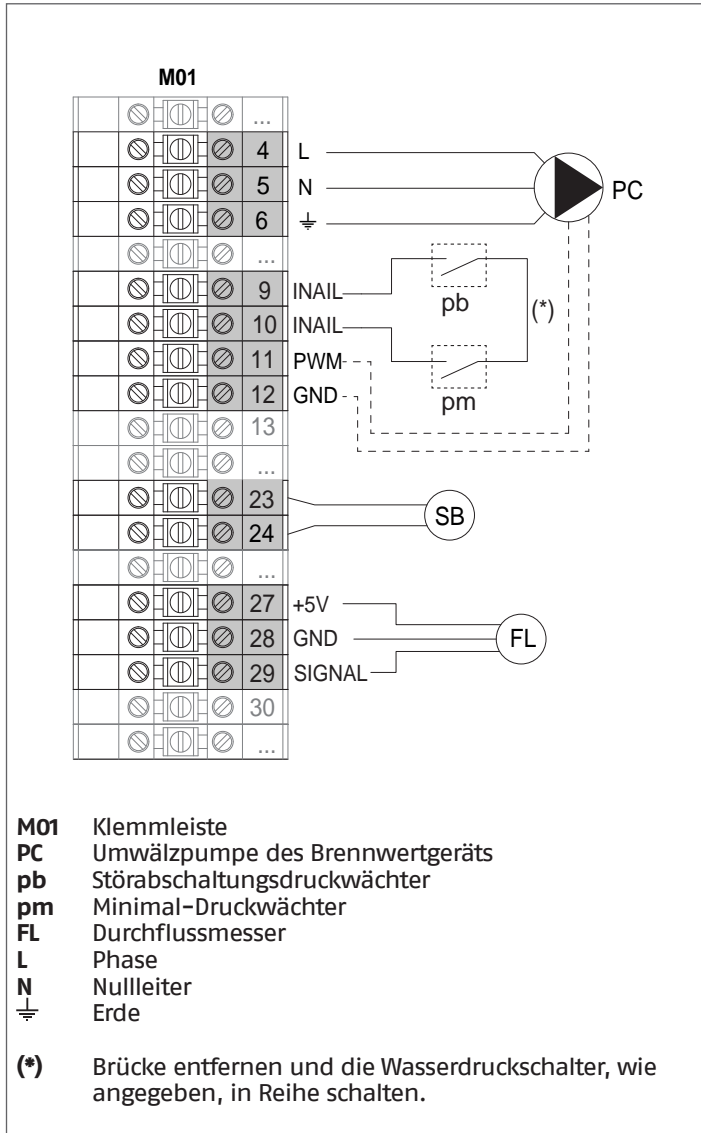 M01
...
4 L
5 N PC
6
...
9 INAIL pb (*)
10 INAIL
11 PWM pm
12 GND
13
...
23 SB
24
...
27 +5V
28 GND FL
29 SIGNAL
30
...
M01 Klemmleiste
PC Umwälzpumpe des Brennwertgeräts
pb Störabschaltungsdruckwächter
pm Minimal-Druckwächter
FL Durchflussmesser
L Phase
N Nullleiter
⏚ Erde
(*) Brücke entfernen und die Wasserdruckschalter, wie
angegeben, in Reihe schalten.